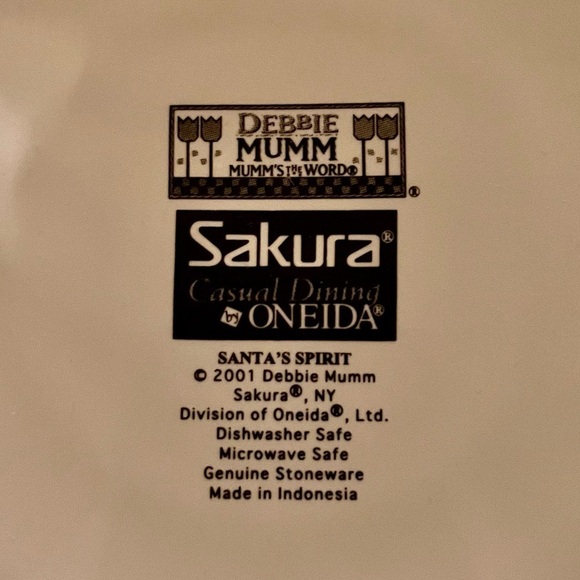 DEBBIE
MUMM
MUMM'S THE WORD®
®
Sakura®
Casual Dining
by ONEIDA®
SANTA'S SPIRIT
© 2001 Debbie Mumm
Sakura®, NY
Division of Oneida®, Ltd.
Dishwasher Safe
Microwave Safe
Genuine Stoneware
Made in Indonesia